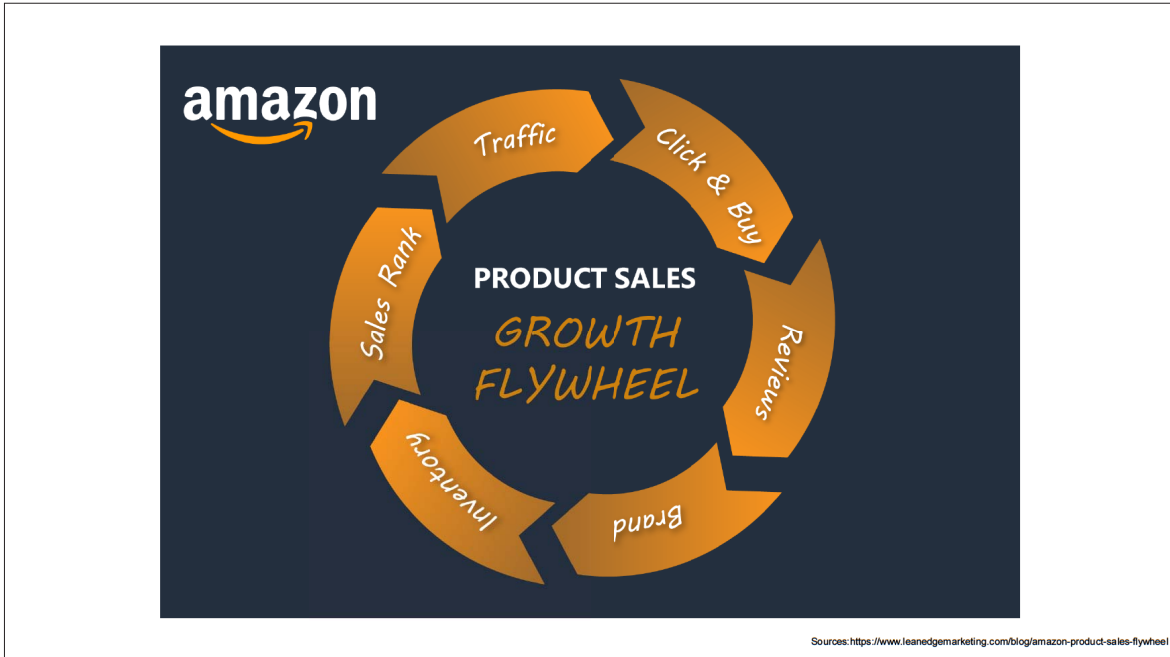 amazon
Traffic
Click & Buy
Reviews
Brand
Inventory
Sales Rank
PRODUCT SALES
GROWTH
FLYWHEEL
Sources:https://www.leanedgemarketing.com/blog/amazon-product-sales-flywheel